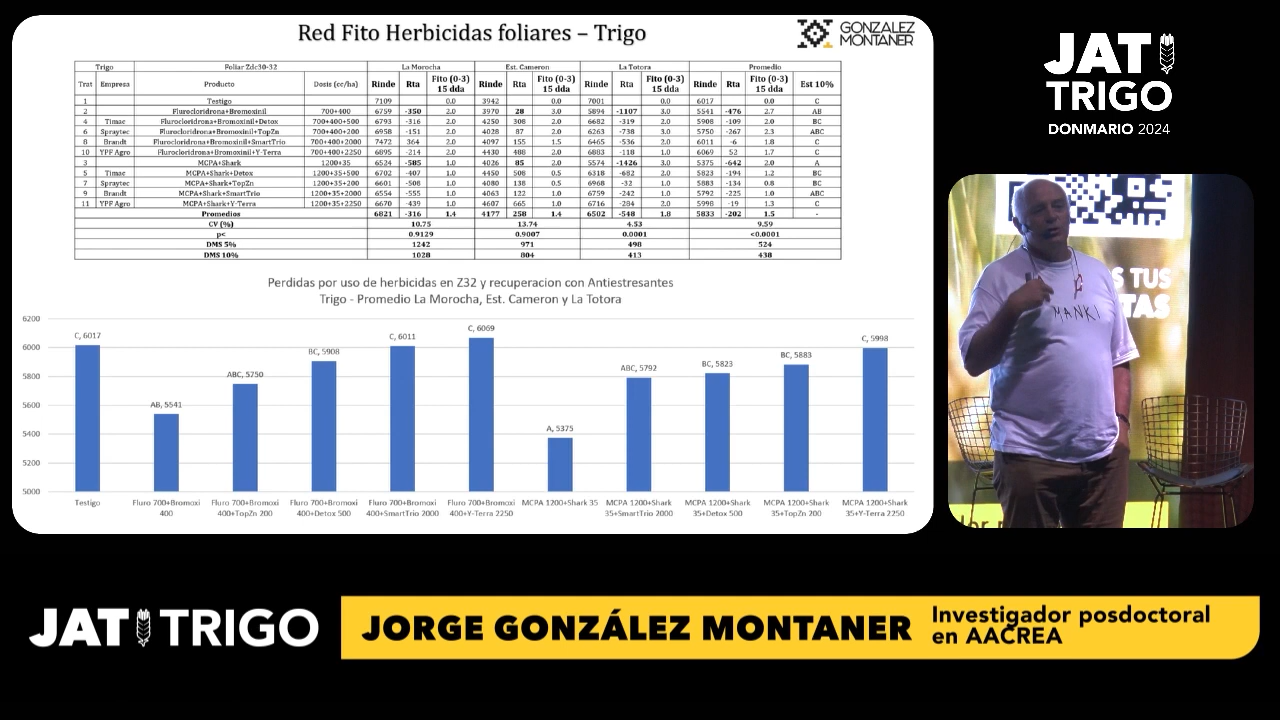 Red Fito Herbicidas foliares – Trigo
GONZALEZ
MONTANER
Trigo Foliar Zdc30-32 La Morocha Est. Cameron La Totora Promedio
Trat Empresa Producto Dosis (cc/ha) Rinde Rta Fito (0-3) 15 dda Rinde Rta Fito (0-3) 15 dda Rinde Rta Fito (0-3) 15 dda Rinde Rta Fito (0-3) 15 dda Est 10%
1 Testigo 7109 0.0 3942 0.0 7001 0.0 6017 0.0 C
2 Flurocloridrona+Bromoxinil 700+400 6759 -350 2.0 3970 28 3.0 5894 -1107 3.0 5541 -476 2.7 AB
4 Timac Flurocloridrona+Bromoxinil+Detox 700+400+500 6793 -316 2.0 4250 308 2.0 6682 -319 2.0 5908 -109 2.0 BC
6 Spraytec Flurocloridrona+Bromoxinil+TopZn 700+400+200 6958 -151 2.0 4028 87 2.0 6263 -738 3.0 5750 -267 2.3 ABC
8 Brandt Flurocloridrona+Bromoxinil+SmartTrio 700+400+2000 7472 364 2.0 4097 155 1.5 6465 -536 2.0 6011 -6 1.8 C
10 YPF Agro Flurocloridrona+Bromoxinil+Y-Terra 700+400+2250 6895 -214 2.0 4430 488 2.0 6883 -118 1.0 6069 52 1.7 C
3 MCPA+Shark 1200+35 6524 -585 1.0 4026 85 2.0 5574 -1426 3.0 5375 -642 2.0 A
5 Timac MCPA+Shark+Detox 1200+35+500 6702 -407 1.0 4450 508 0.5 6318 -682 2.0 5823 -194 1.2 BC
7 Spraytec MCPA+Shark+TopZn 1200+35+200 6601 -508 1.0 4080 138 0.5 6968 -32 1.0 5883 -134 0.8 BC
9 Brandt MCPA+Shark+SmartTrio 1200+35+2000 6554 -555 1.0 4063 122 1.0 6759 -242 1.0 5792 -225 1.0 ABC
11 YPF Agro MCPA+Shark+Y-Terra 1200+35+2250 6670 -439 1.0 4607 665 1.0 6716 -284 2.0 5998 -19 1.3 C
Promedios 6821 -316 1.4 4177 258 1.4 6502 -548 1.8 5833 -202 1.5 -
CV (%) 10.75 13.74 4.53 9.59
p< 0.9129 0.9007 0.0001 <0.0001
DMS 5% 1242 971 498 524
DMS 10% 1028 804 413 438
Perdidas por uso de herbicidas en Z32 y recuperacion con Antiestresantes
Trigo - Promedio La Morocha, Est. Cameron y La Totora
6200
6000
5800
5600
5400
5200
5000
C, 6017
AB, 5541
ABC, 5750
BC, 5908
C, 6011
C, 6069
A, 5375
ABC, 5792
BC, 5823
BC, 5883
C, 5998
Testigo
Fluro 700+Bromoxi
400
Fluro 700+Bromoxi
400+TopZn 200
Fluro 700+Bromoxi
400+Detox 500
Fluro 700+Bromoxi
400+SmartTrio 2000
Fluro 700+Bromoxi
400+Y-Terra 2250
MCPA 1200+Shark 35
MCPA 1200+Shark
35+SmartTrio 2000
MCPA 1200+Shark
35+Detox 500
MCPA 1200+Shark
35+TopZn 200
MCPA 1200+Shark
35+Y-Terra 2250
JAT
TRIGO
DONMARIO 2024
S TUS
TAS
MANKI
JAT TRIGO
JORGE GONZÁLEZ MONTANER
Investigador posdoctoral
en AACREA